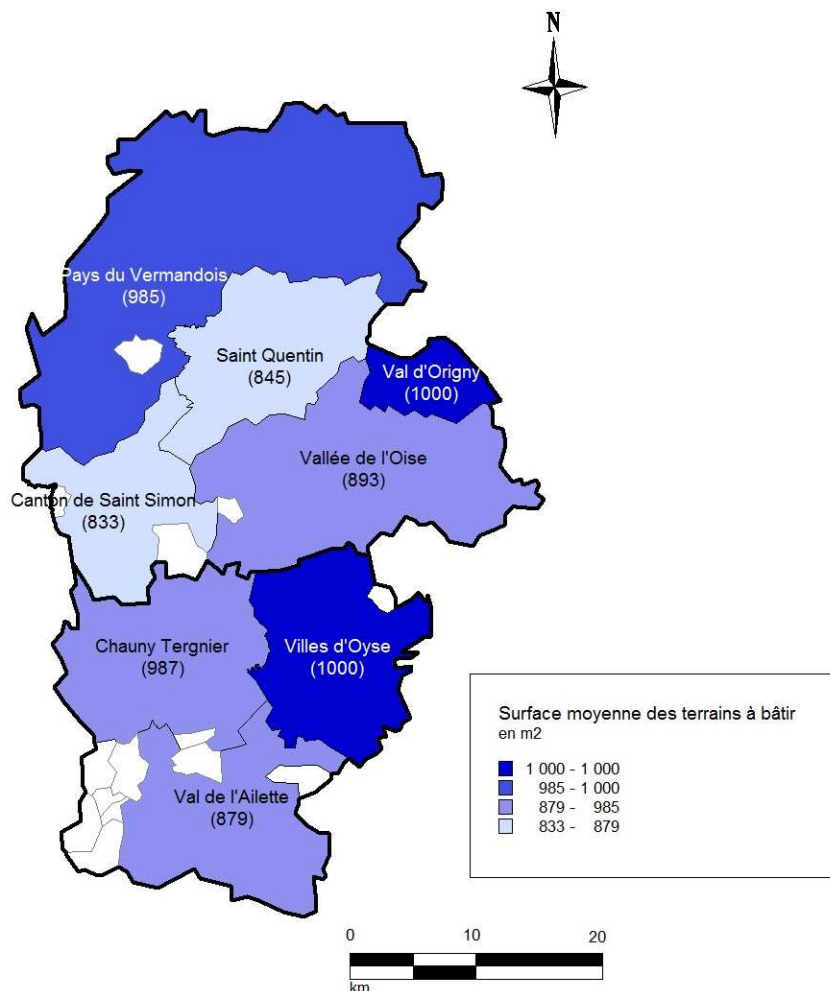 N
Pays du Vermandois
(985)
Saint Quentin
(845)
Val d'Origny
(1000)
Vallée de l'Oise
(893)
Canton de Saint Simon
(833)
Chauny Tergnier
(987)
Villes d'Oyse
(1000)
Val de l'Ailette
(879)
Surface moyenne des terrains à bâtir
en m2
1 000 - 1 000
985 - 1 000
879 - 985
833 - 879
0 10 20
km